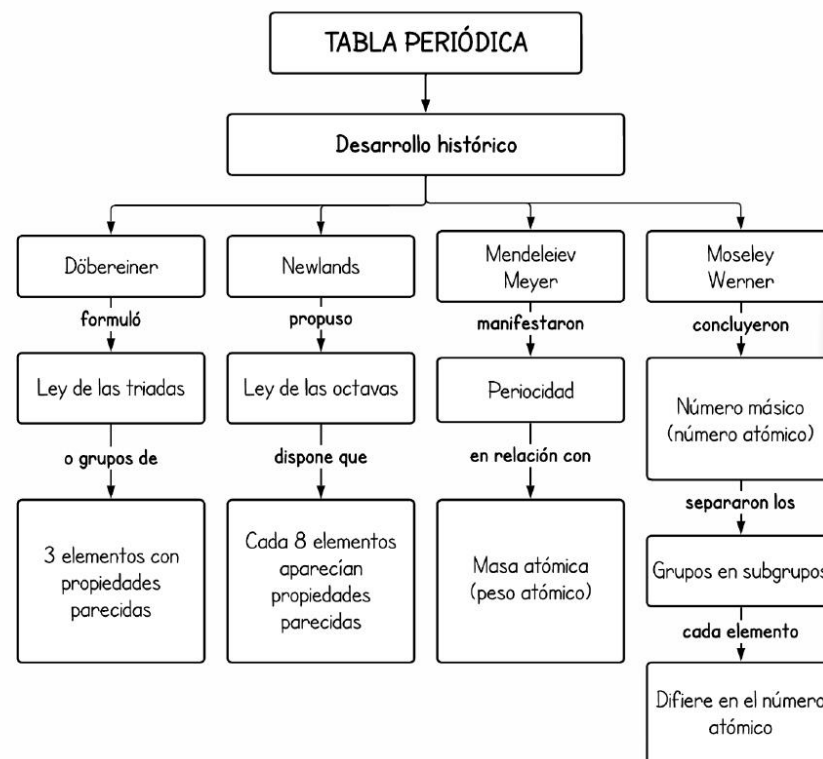 TABLA PERIÓDICA
Desarrollo histórico
Döbereiner
formuló
Ley de las triadas
o grupos de
3 elementos con
propiedades
parecidas
Newlands
propuso
Ley de las octavas
dispone que
Cada 8 elementos
aparecían
propiedades
parecidas
Mendeleiev
Meyer
manifestaron
Periocidad
en relación con
Masa atómica
(peso atómico)
Moseley
Werner
concluyeron
Número másico
(número atómico)
separaron los
Grupos en subgrupos
cada elemento
Difiere en el número
atómico